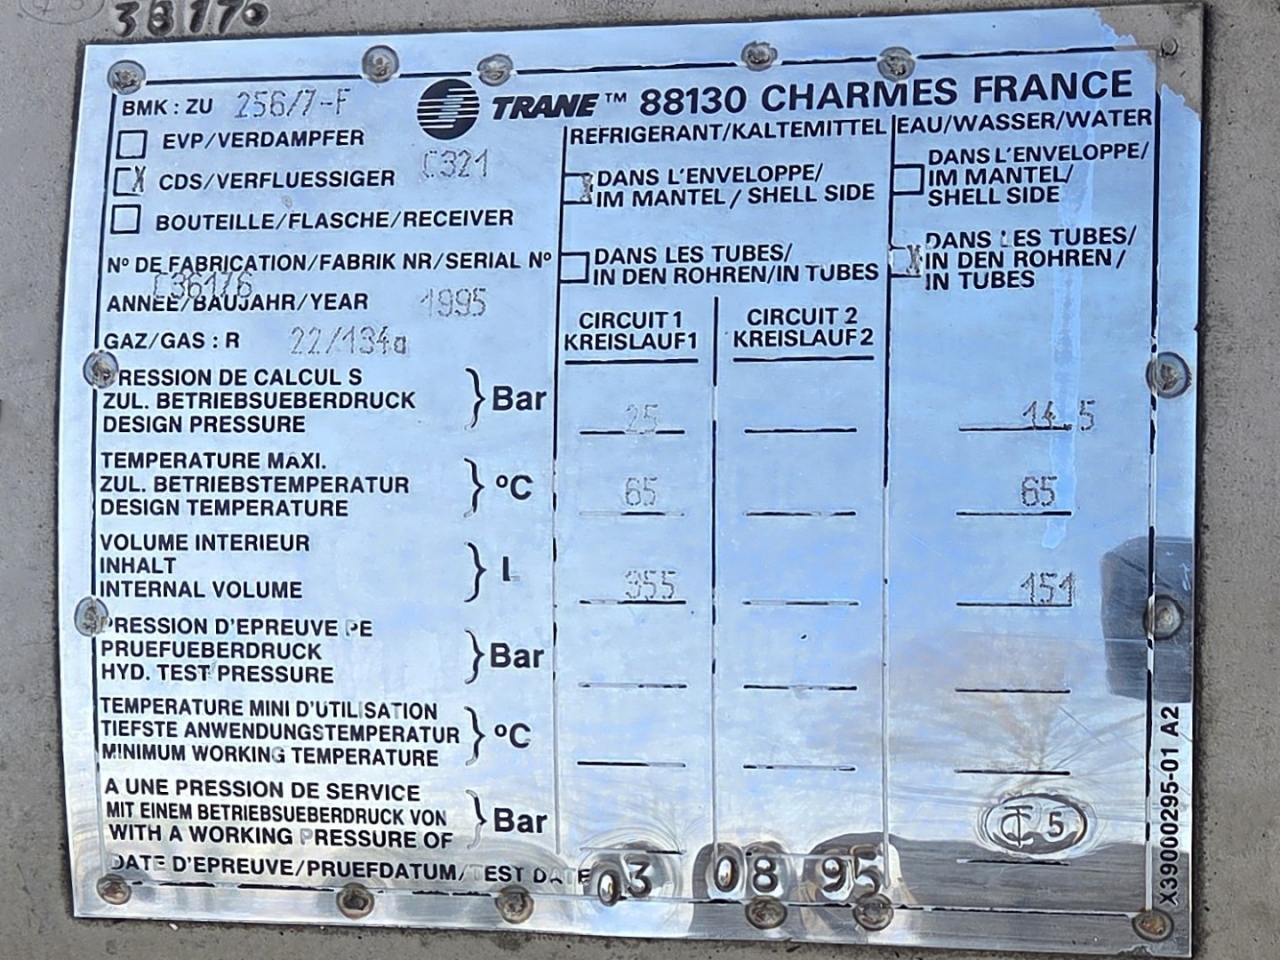 38176
BMK : ZU 256/7-F
TRANE™ 88130 CHARMES FRANCE
EVP/VERDAMPFER
X CDS/VERFLUESSIGER C321
BOUTEILLE/FLASCHE/RECEIVER
REFRIGERANT/KALTEMITTEL
X DANS L'ENVELOPPE/
IM MANTEL / SHELL SIDE
DANS LES TUBES/
IN DEN ROHREN/IN TUBES
EAU/WASSER/WATER
DANS L'ENVELOPPE/
IM MANTEL/
SHELL SIDE
X DANS LES TUBES/
IN DEN ROHREN/
IN TUBES
Nº DE FABRICATION/FABRIK NR/SERIAL Nº
C36176
ANNEE/BAUJAHR/YEAR 1995
GAZ/GAS : R 22/134a
CIRCUIT 1
KREISLAUF1
CIRCUIT 2
KREISLAUF2
PRESSION DE CALCUL S
ZUL. BETRIEBSUEBERDRUCK
DESIGN PRESSURE
Bar 25 14.5
TEMPERATURE MAXI.
ZUL. BETRIEBSTEMPERATUR
DESIGN TEMPERATURE
ºC 65 65
VOLUME INTERIEUR
INHALT
INTERNAL VOLUME
L 355 151
PRESSION D'EPREUVE PE
PRUEFUEBERDRUCK
HYD. TEST PRESSURE
Bar
TEMPERATURE MINI D'UTILISATION
TIEFSTE ANWENDUNGSTEMPERATUR
MINIMUM WORKING TEMPERATURE
ºC
A UNE PRESSION DE SERVICE
MIT EINEM BETRIEBSUEBERDRUCK VON
WITH A WORKING PRESSURE OF
Bar
DATE D'EPREUVE/PRUEFDATUM/TEST DATE 03 08 95
5
X39000295-01 A2